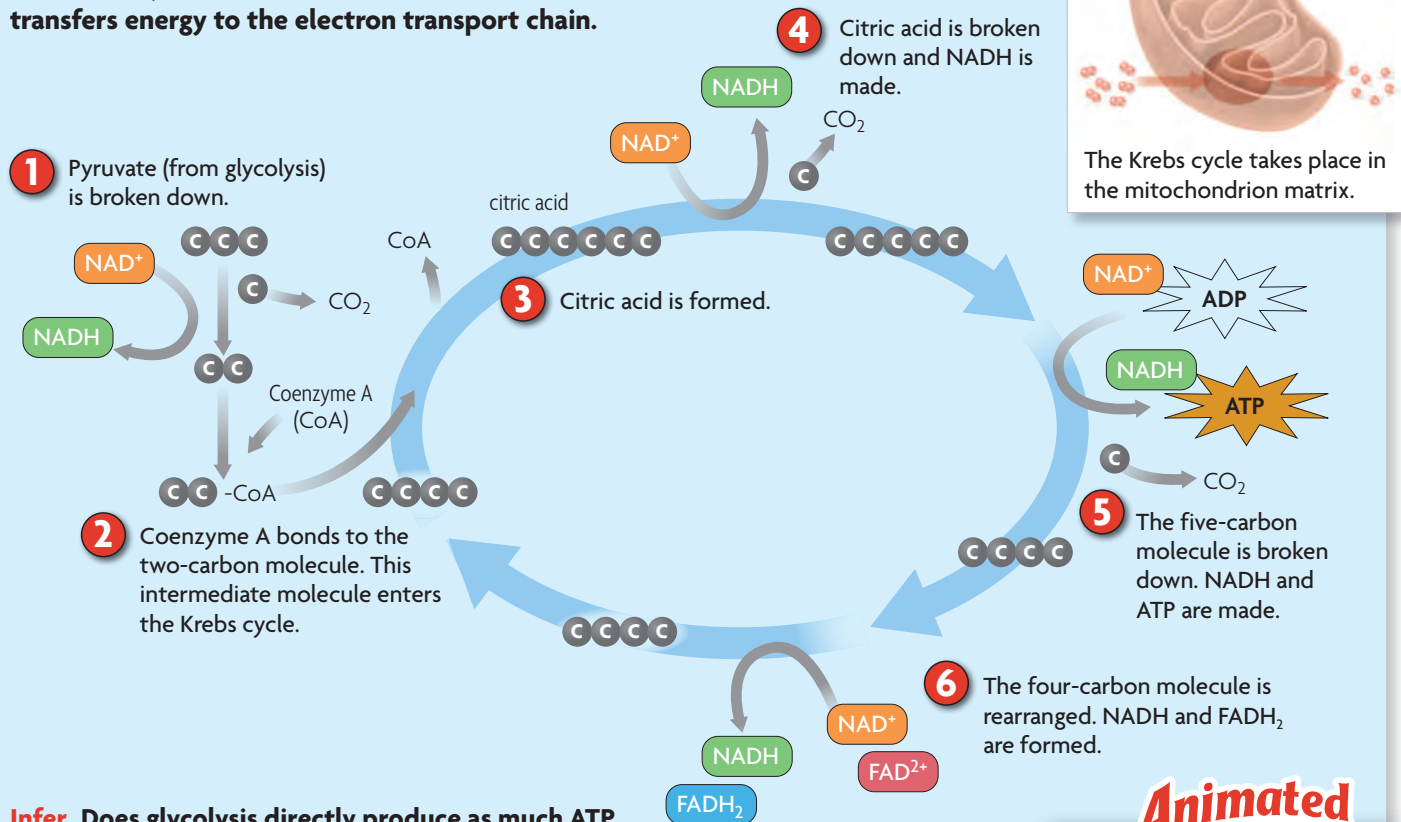 transfers energy to the electron transport chain.
4
Citric acid is broken
down and NADH is
made.
NADH
NAD+
CO2
C
The Krebs cycle takes place in
the mitochondrion matrix.
1
Pyruvate (from glycolysis)
is broken down.
C C C
NAD+
C
CO2
NADH
C C
Coenzyme A
(CoA)
C C -CoA
2
Coenzyme A bonds to the
two-carbon molecule. This
intermediate molecule enters
the Krebs cycle.
CoA
citric acid
C C C C C C
3
Citric acid is formed.
C C C C C
NAD+
ADP
NADH
ATP
C
CO2
5
The five-carbon
molecule is broken
down. NADH and
ATP are made.
C C C C
6
The four-carbon molecule is
rearranged. NADH and FADH2
are formed.
NAD+
FAD2+
NADH
FADH2
C C C C
C C C C
Infer Does glycolysis directly produce as much ATP
Animated